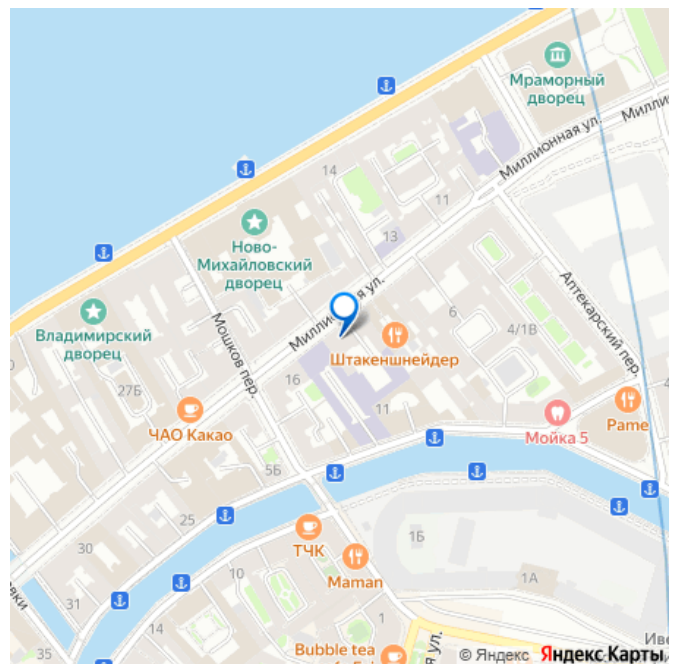 Мраморный
дворец
Миллионная ул.
Миллио
14
11
13
Ново-
Михайловский
дворец
Миллионная ул.
Аптекарский пер.
Владимирский
дворец
Мошков пер.
6
4/1В
Штакеншнейдер
27Б
16
11
ЧАО Какао
Мойка 5
Pame
5Б
25
ТЧК
1Б
30
Maman
10
1А
31
14
1
35
Bubble tea
ул.
© Яндекс Яндекс Карты